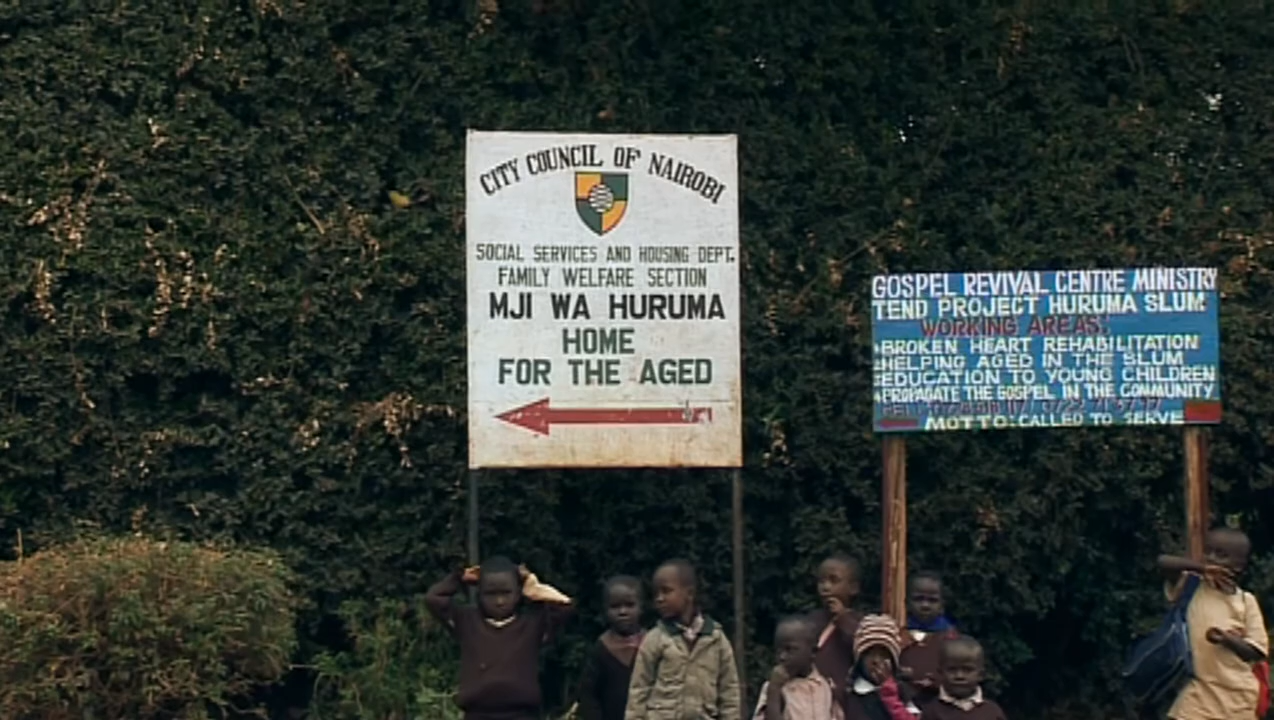 CITY COUNCIL OF NAIROBI
SOCIAL SERVICES AND HOUSING DEPT.
FAMILY WELFARE SECTION
MJI WA HURUMA
HOME
FOR THE AGED
GOSPEL REVIVAL CENTRE MINISTRY
TEND PROJECT HURUMA SLUM
WORKING AREAS:
BROKEN HEART REHABILITATION
HELPING AGED IN THE SLUM
EDUCATION TO YOUNG CHILDREN
PROPAGATE THE GOSPEL IN THE COMMUNITY
MOTTO: CALLED TO SERVE